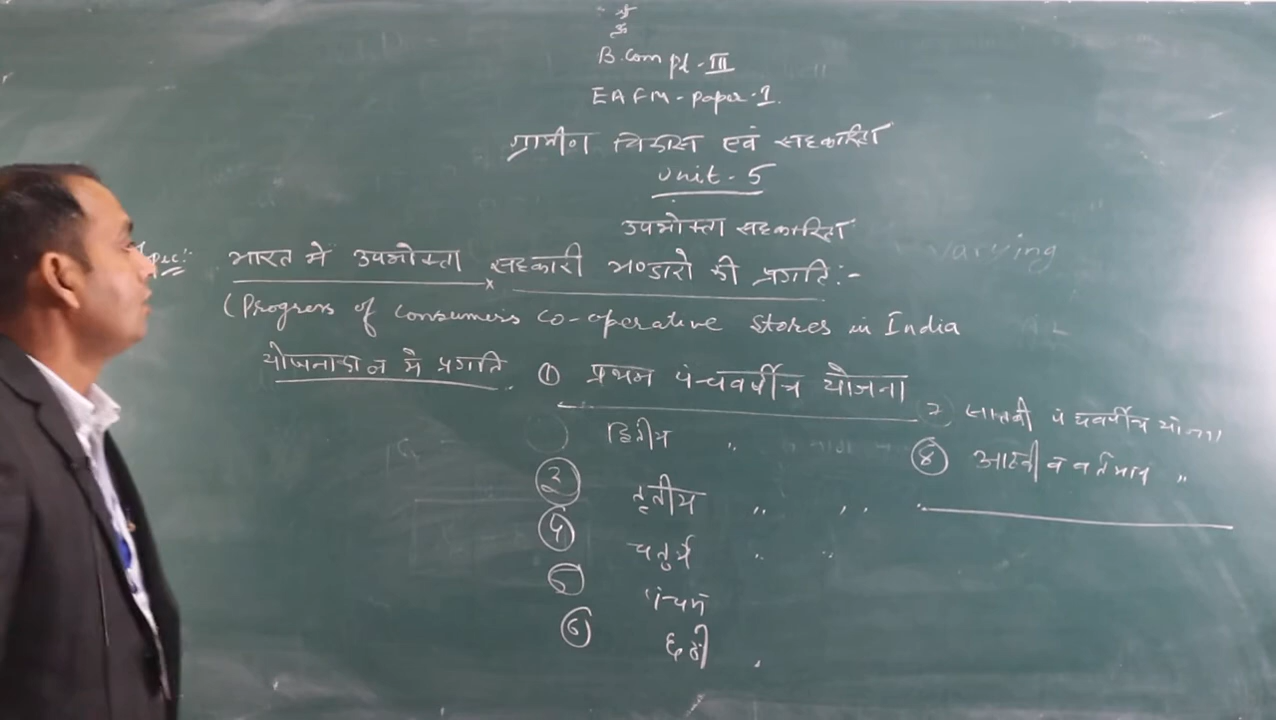 श्री
B.Com pt-III
EAFM-paper-I.
ग्रामीण विकास एवं सहकारिता
Unit-5
उपभोक्ता सहकारिता
भारत में उपभोक्ता सहकारी भण्डारों की प्रगति:-
(Progress of Consumers Co-operative Stores in India
योजनाकाल में प्रगति. ① प्रथम पंचवर्षीय योजना
द्वितीय "
तृतीय " "
④ चतुर्थ " "
⑤ पंचम
⑥ छठी "
7 सातवीं पंचवर्षीय योजना
⑧ आठवीं व वर्तमान "
varying